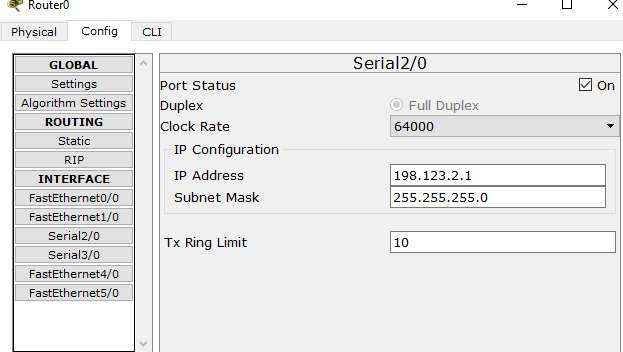 Router0
Physical Config CLI
GLOBAL
Settings
Algorithm Settings
ROUTING
Static
RIP
INTERFACE
FastEthernet0/0
FastEthernet1/0
Serial2/0
Serial3/0
FastEthernet4/0
FastEthernet5/0
Serial2/0
Port Status On
Duplex Full Duplex
Clock Rate 64000
IP Configuration
IP Address 198.123.2.1
Subnet Mask 255.255.255.0
Tx Ring Limit 10